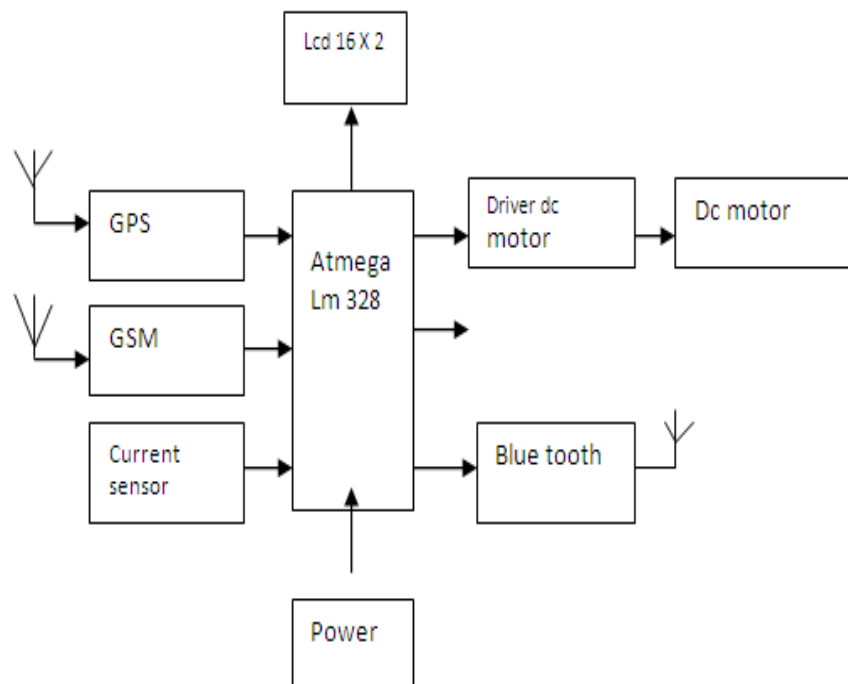 Lcd 16 X 2
GPS
GSM
Current
sensor
Atmega
Lm 328
Driver dc
motor
Dc motor
Blue tooth
Power